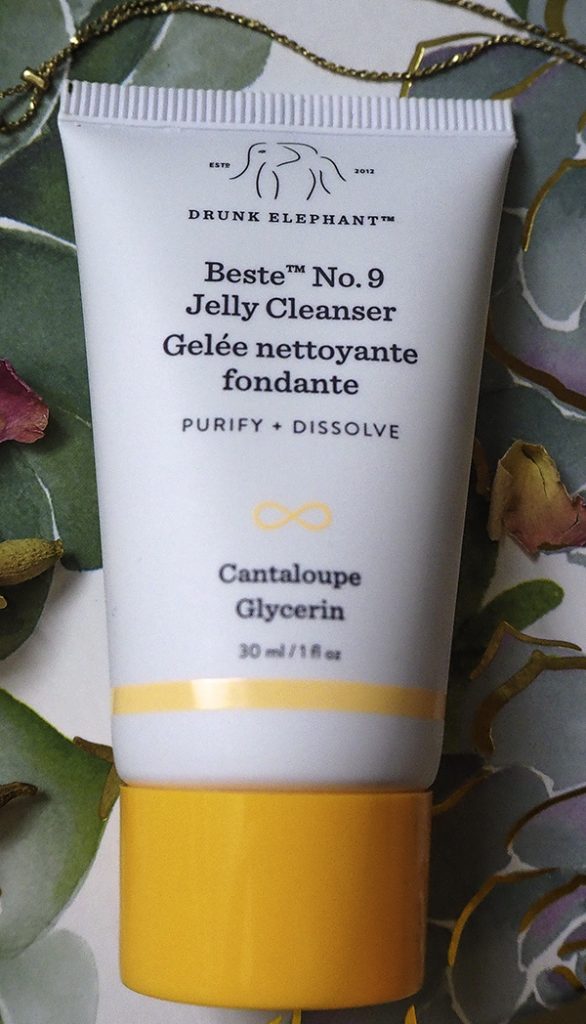 ESTD 2012
DRUNK ELEPHANT™
Beste™ No. 9
Jelly Cleanser
Gelée nettoyante
fondante
PURIFY + DISSOLVE
Cantaloupe
Glycerin
30 ml / 1 fl oz